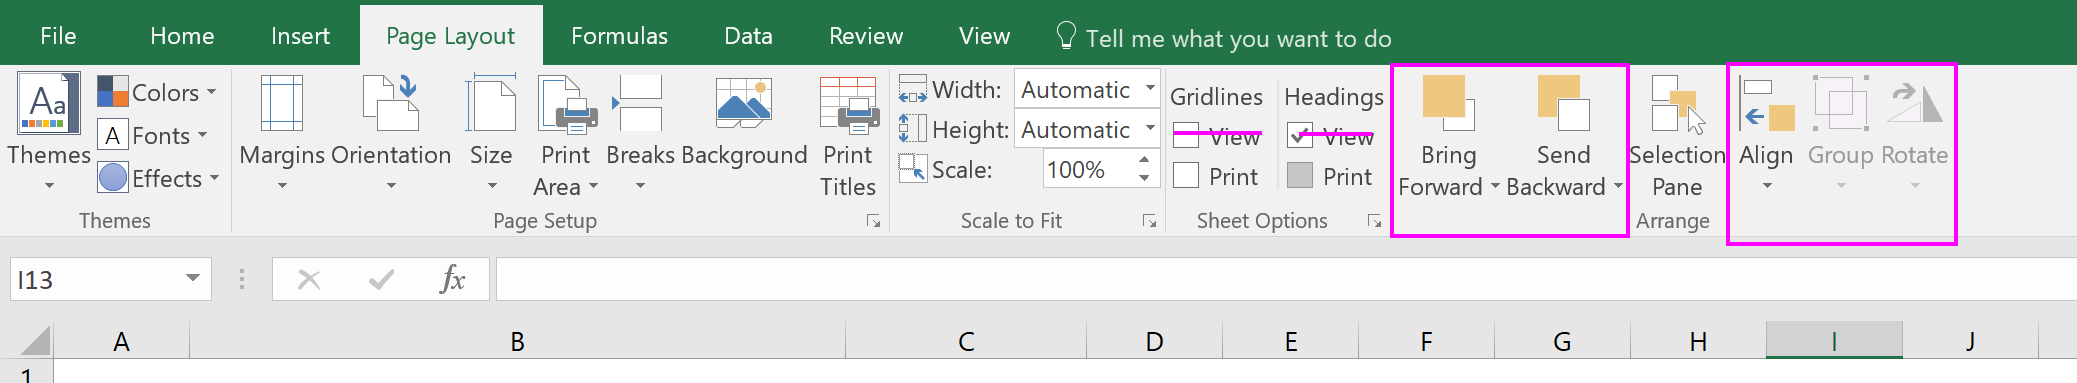 File Home Insert Page Layout Formulas Data Review View Tell me what you want to do
Aa
Themes
Colors
A Fonts
Effects
Themes
Margins
Orientation
Size
Print
Area
Breaks
Background
Print
Titles
Page Setup
Width: Automatic
Height: Automatic
Scale: 100%
Scale to Fit
Gridlines
View
Print
Headings
View
Print
Sheet Options
Bring
Forward
Send
Backward
Selection
Pane
Align
Group
Rotate
Arrange
I13
fx
A B C D E F G H I J
1